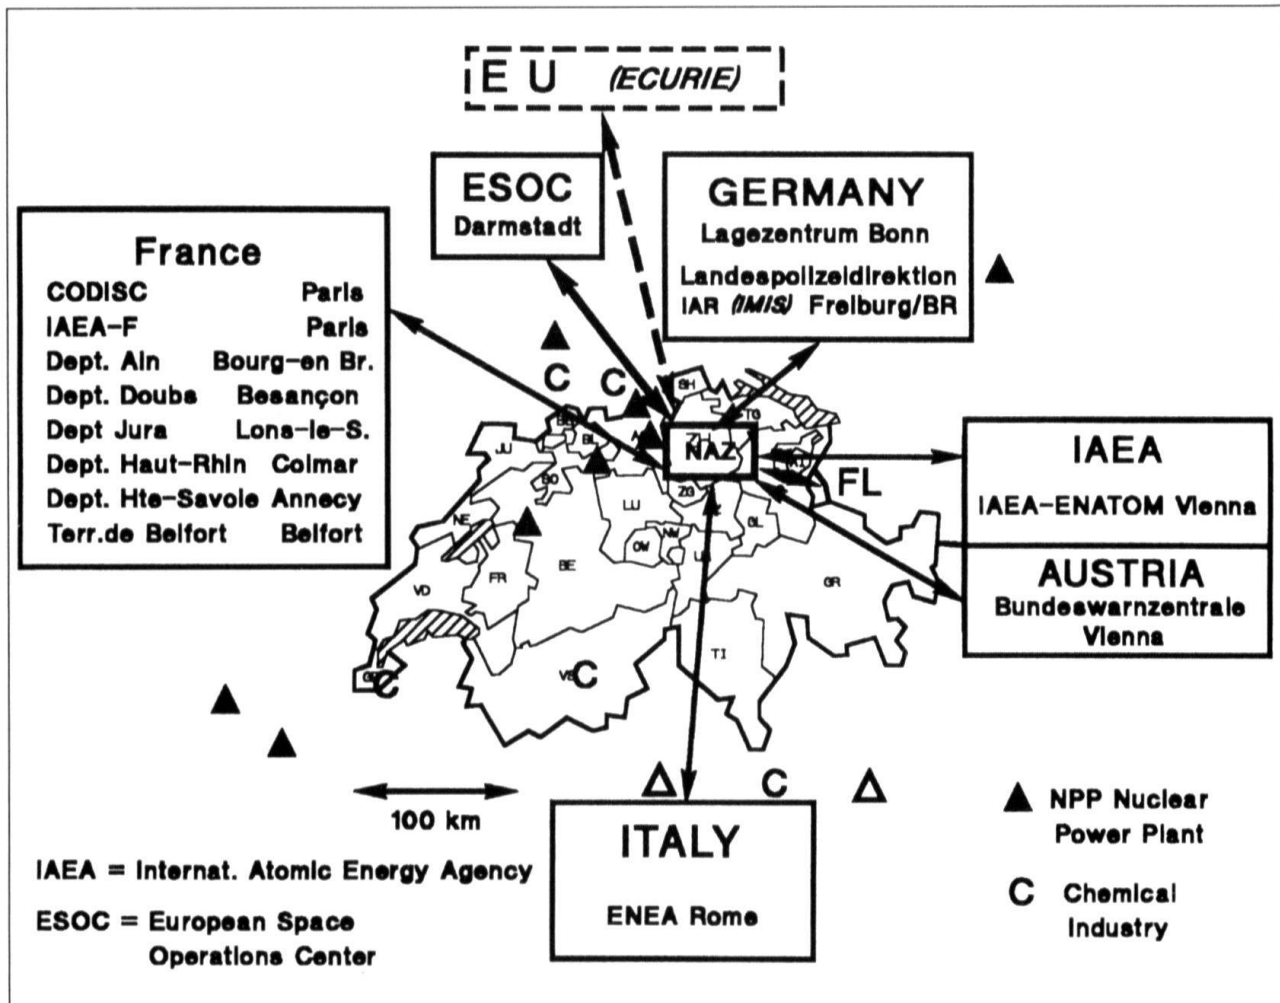 E U (ECURIE)
ESOC
Darmstadt
GERMANY
Lagezentrum Bonn
Landespolizeidirektion
IAR (IMIS) Freiburg/BR
France
CODISC Paris
IAEA-F Paris
Dept. Ain Bourg-en Br.
Dept. Doubs Besançon
Dept Jura Lons-le-S.
Dept. Haut-Rhin Colmar
Dept. Hte-Savoie Annecy
Terr.de Belfort Belfort
C C
SH
TG
BL
JU
ZH
NAZ
IAEA
IAEA-ENATOM Vienna
FL
SO
ZG
LU
NE
GL
NW
OW
FR
BE
VD
GR
AUSTRIA
Bundeswarnzentrale
Vienna
TI
VS
C
C
C
100 km
ITALY
ENEA Rome
NPP Nuclear
Power Plant
C Chemical
Industry
IAEA = Internat. Atomic Energy Agency
ESOC = European Space
Operations Center